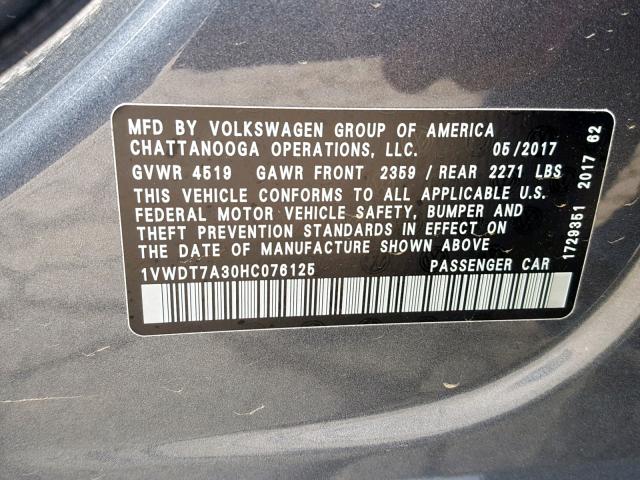 MFD BY VOLKSWAGEN GROUP OF AMERICA
CHATTANOOGA OPERATIONS, LLC. 05/2017
GVWR 4519 GAWR FRONT 2359 / REAR 2271 LBS
THIS VEHICLE CONFORMS TO ALL APPLICABLE U.S.
FEDERAL MOTOR VEHICLE SAFETY, BUMPER AND
THEFT PREVENTION STANDARDS IN EFFECT ON
THE DATE OF MANUFACTURE SHOWN ABOVE
1VWDT7A30HC076125 PASSENGER CAR
1729351 2017 62